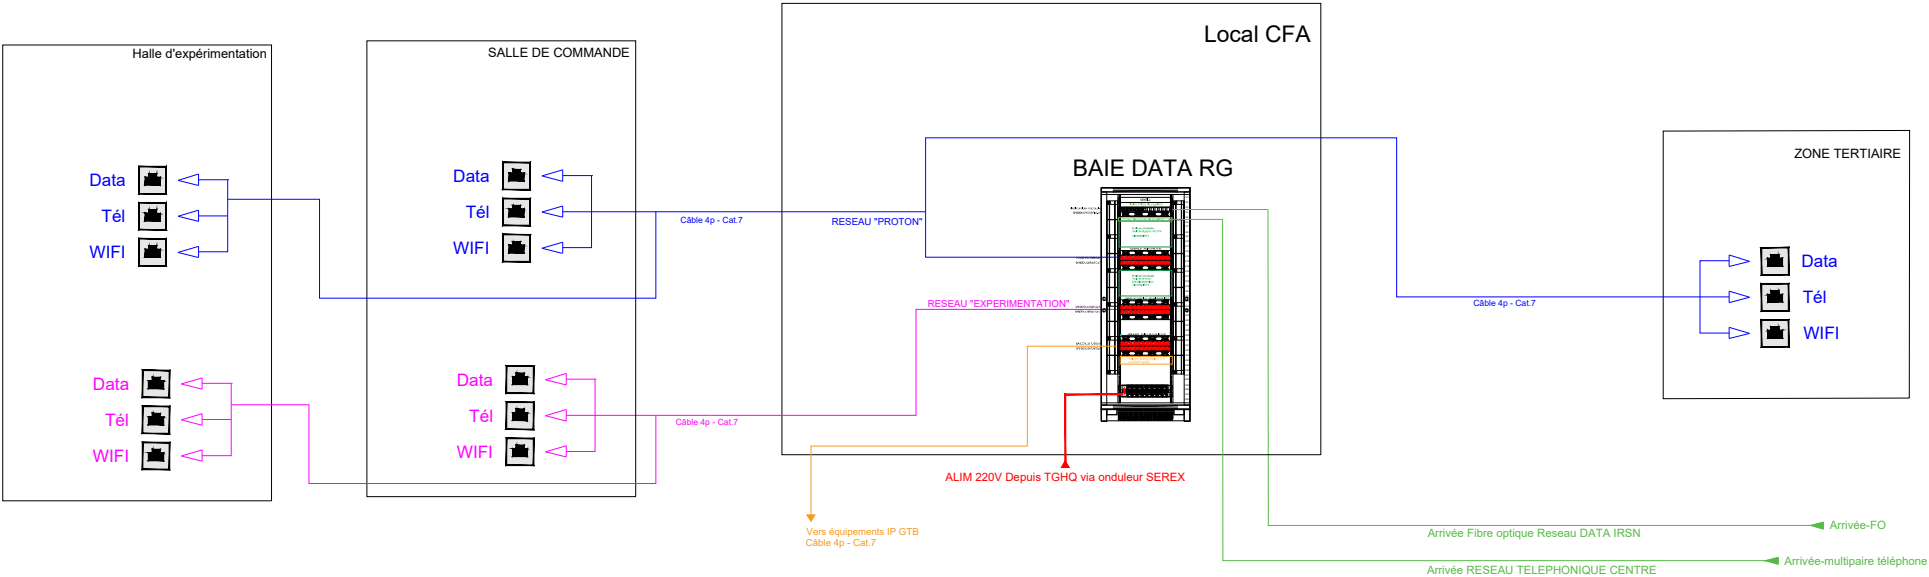 Halle d'expérimentation
Data
Tél
WIFI
Data
Tél
WIFI
SALLE DE COMMANDE
Data
Tél
WIFI
Câble 4p - Cat.7
Data
Tél
WIFI
Câble 4p - Cat.7
Local CFA
BAIE DATA RG
RESEAU "PROTON"
RESEAU "EXPERIMENTATION"
ALIM 220V Depuis TGHQ via onduleur SEREX
Vers équipements IP GTB
Câble 4p - Cat.7
Câble 4p - Cat.7
ZONE TERTIAIRE
Data
Tél
WIFI
Arrivée-FO
Arrivée Fibre optique Reseau DATA IRSN
Arrivée-multipaire téléphone
Arrivée RESEAU TELEPHONIQUE CENTRE